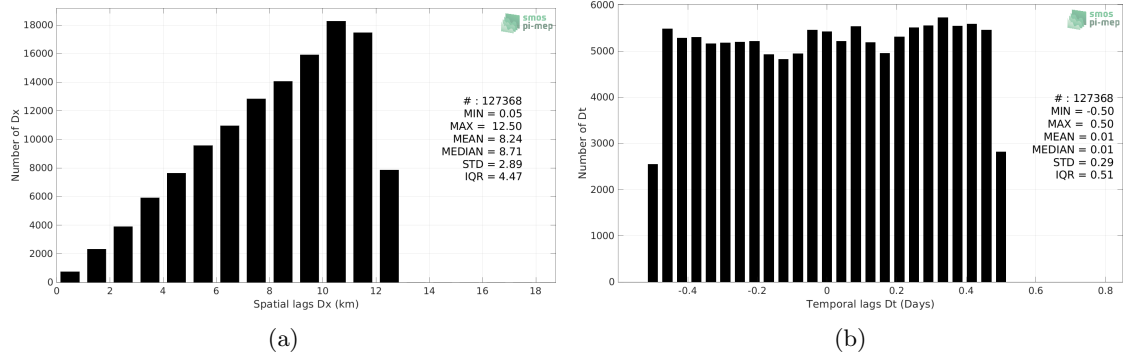 18000
16000
14000
12000
10000
8000
6000
4000
2000
0
Number of Dx
smos
pi-mep
# : 127368
MIN = 0.05
MAX = 12.50
MEAN = 8.24
MEDIAN = 8.71
STD = 2.89
IQR = 4.47
0 2 4 6 8 10 12 14 16 18
Spatial lags Dx (km)
(a)
6000
5000
4000
3000
2000
1000
0
Number of Dt
smos
pi-mep
# : 127368
MIN = -0.50
MAX = 0.50
MEAN = 0.01
MEDIAN = 0.01
STD = 0.29
IQR = 0.51
-0.4 -0.2 0 0.2 0.4 0.6 0.8
Temporal lags Dt (Days)
(b)